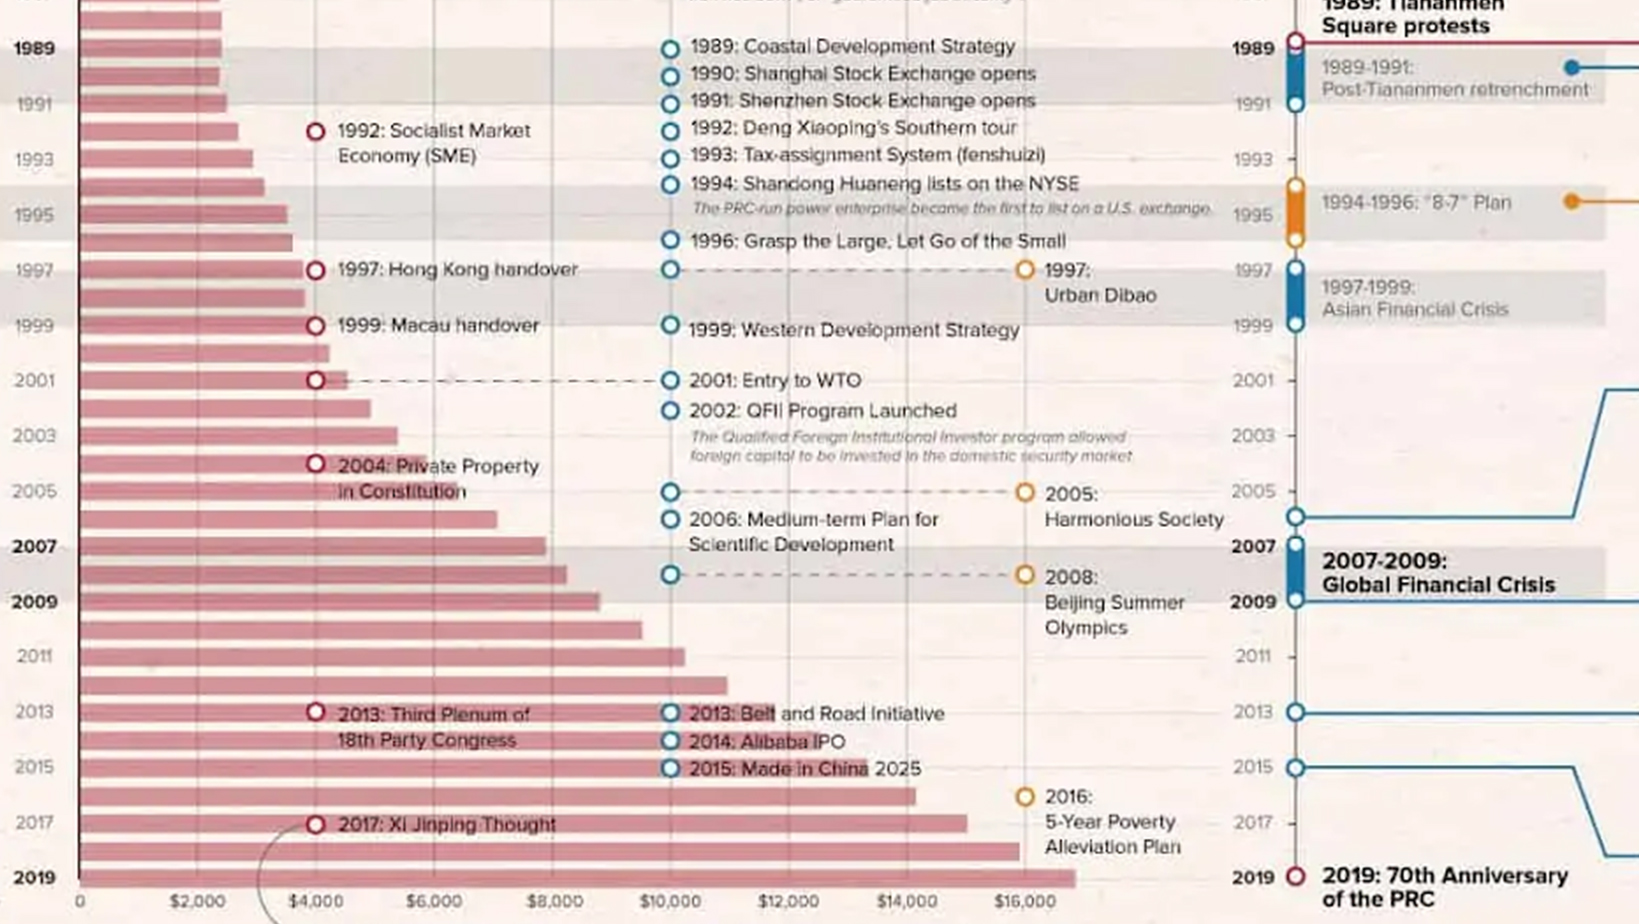 1989: Tiananmen
Square protests
1989
1989: Coastal Development Strategy
1989
1990: Shanghai Stock Exchange opens
1989-1991:
Post-Tiananmen retrenchment
1991
1991: Shenzhen Stock Exchange opens
1991
1992: Socialist Market
Economy (SME)
1992: Deng Xiaoping's Southern tour
1993
1993: Tax-assignment System (fenshuizi)
1993
1994: Shandong Huaneng lists on the NYSE
The PRC-run power enterprise became the first to list on a U.S. exchange.
1994-1996: "8-7" Plan
1995
1995
1996: Grasp the Large, Let Go of the Small
1997
1997: Hong Kong handover
1997:
Urban Dibao
1997
1997-1999:
Asian Financial Crisis
1999
1999: Macau handover
1999: Western Development Strategy
1999
2001
2001: Entry to WTO
2001
2002: QFII Program Launched
The Qualified Foreign Institutional Investor program allowed
foreign capital to be invested in the domestic security market
2003
2003
2004: Private Property
in Constitution
2005
2005:
Harmonious Society
2005
2006: Medium-term Plan for
Scientific Development
2007
2007
2007-2009:
Global Financial Crisis
2008:
Beijing Summer
Olympics
2009
2009
2011
2011
2013
2013: Third Plenum of
18th Party Congress
2013: Belt and Road Initiative
2013
2014: Alibaba IPO
2015
2015: Made in China 2025
2015
2016:
5-Year Poverty
Alleviation Plan
2017
2017: Xi Jinping Thought
2017
2019
2019
2019: 70th Anniversary
of the PRC
0 $2,000 $4,000 $6,000 $8,000 $10,000 $12,000 $14,000 $16,000